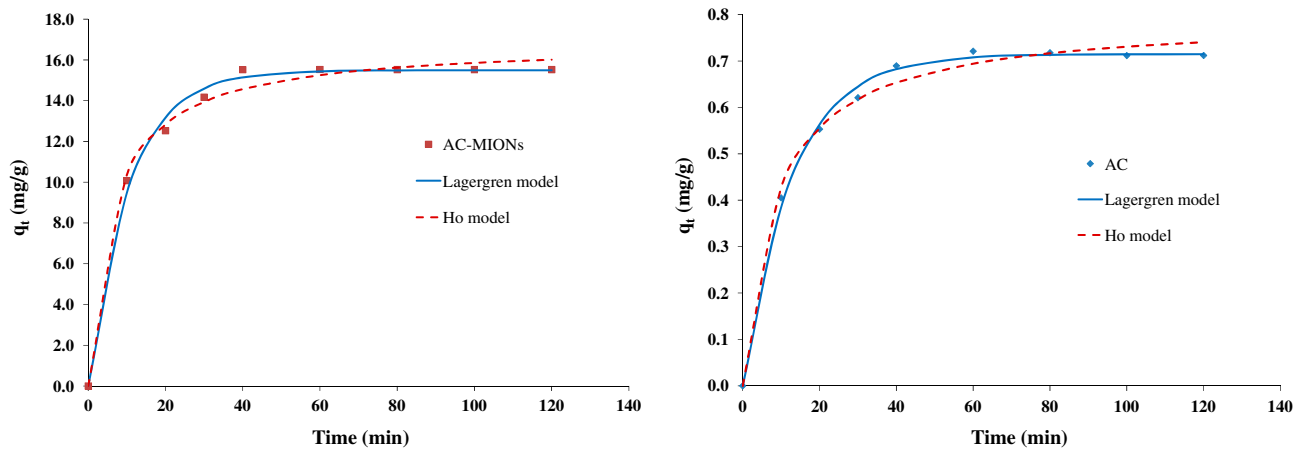 18.0
16.0
14.0
12.0
10.0
8.0
6.0
4.0
2.0
0.0
q_t (mg/g)
0 20 40 60 80 100 120 140
Time (min)
AC-MIONs
Lagergren model
Ho model
0.8
0.7
0.6
0.5
0.4
0.3
0.2
0.1
0.0
q_t (mg/g)
0 20 40 60 80 100 120 140
Time (min)
AC
Lagergren model
Ho model